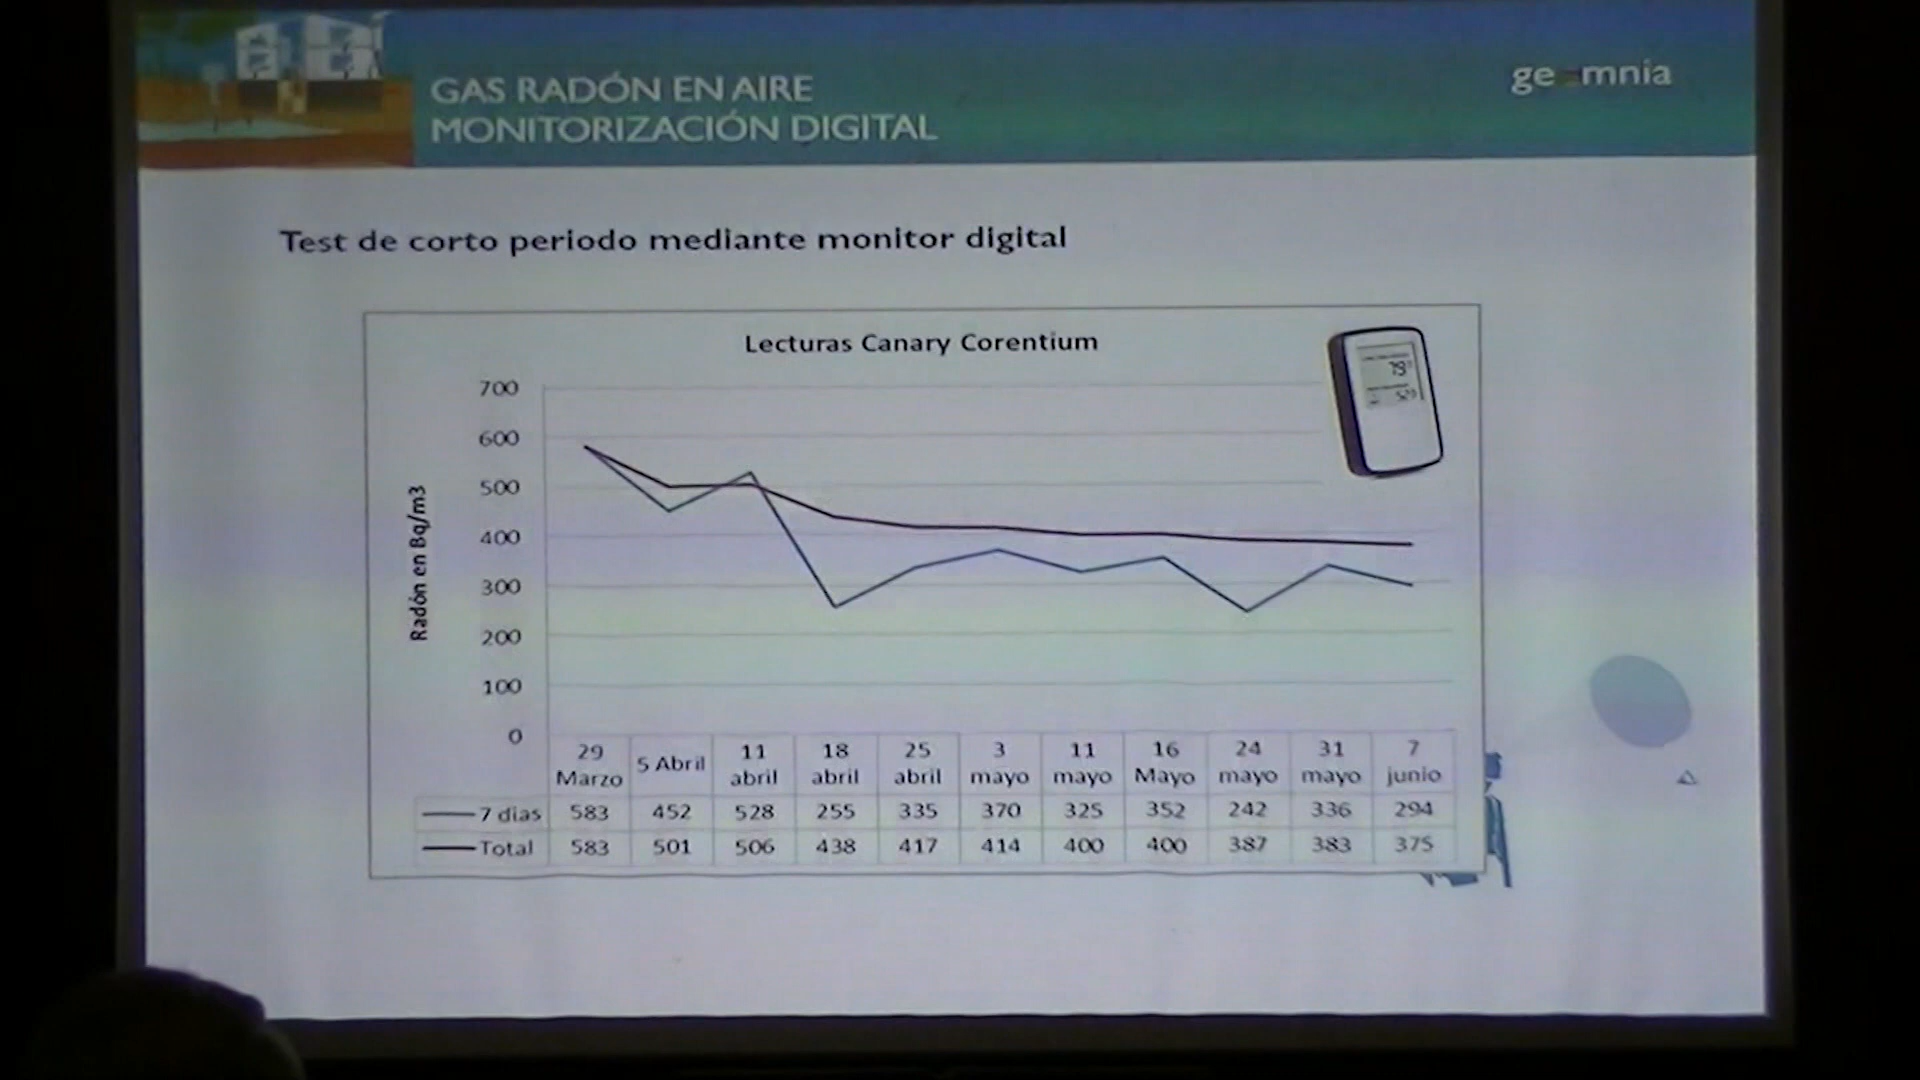 GAS RADÓN EN AIRE
MONITORIZACIÓN DIGITAL
ge mnia
Test de corto periodo mediante monitor digital
Lecturas Canary Corentium
Radón en Bq/m3
700
600
500
400
300
200
100
0
29 Marzo 5 Abril 11 abril 18 abril 25 abril 3 mayo 11 mayo 16 Mayo 24 mayo 31 mayo 7 junio
7 dias 583 452 528 255 335 370 325 352 242 336 294
Total 583 501 506 438 417 414 400 400 387 383 375